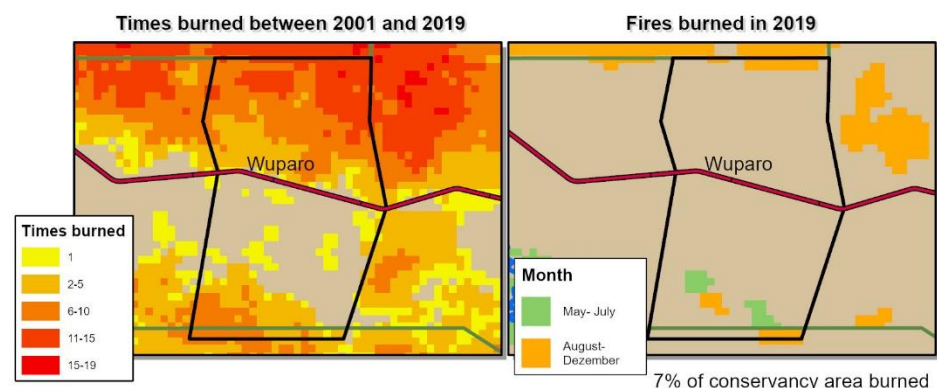 Times burned between 2001 and 2019
Wuparo
Times burned
1
2-5
6-10
11-15
15-19
Fires burned in 2019
Wuparo
Month
May- July
August-
Dezember
7% of conservancy area burned